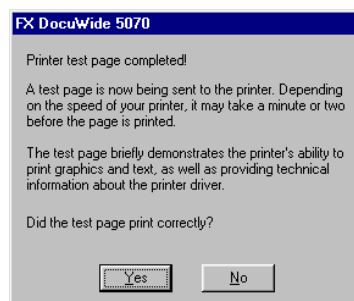 FX DocuWide 5070
Printer test page completed!
A test page is now being sent to the printer. Depending
on the speed of your printer, it may take a minute or two
before the page is printed.
The test page briefly demonstrates the printer's ability to
print graphics and text, as well as providing technical
information about the printer driver.
Did the test page print correctly?
Yes No